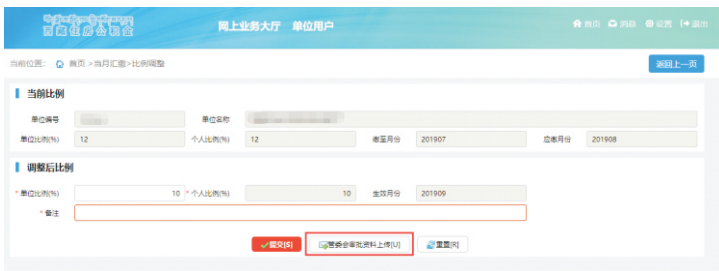 西奎住房公积金 网上业务大厅 单位用户 首页 消息 设置 退出
当前位置: 首页 >当月汇缴>比例调整 返回上一页
当前比例
单位编号 单位名称
单位比例(%) 12 个人比例(%) 12 缴至月份 201907 应缴月份 201908
调整后比例
* 单位比例(%) 10 * 个人比例(%) 10 生效月份 201909
* 备注
提交[S] 管委会审批资料上传[U] 重置[R]